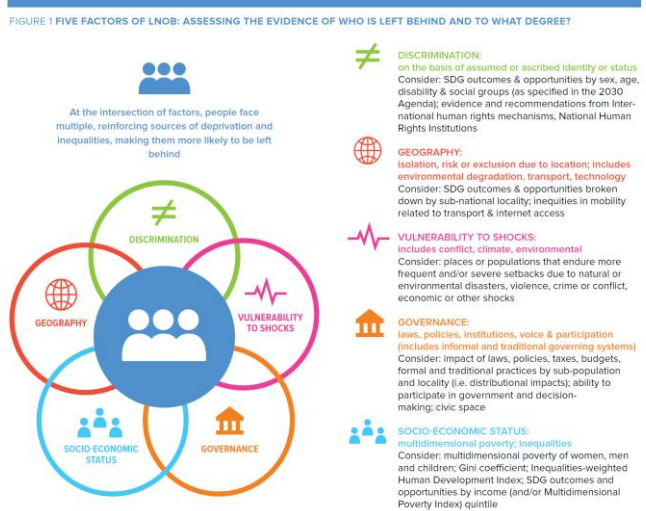 FIGURE 1 FIVE FACTORS OF LNOB: ASSESSING THE EVIDENCE OF WHO IS LEFT BEHIND AND TO WHAT DEGREE?
At the intersection of factors, people face
multiple, reinforcing sources of deprivation and
inequalities, making them more likely to be left
behind
DISCRIMINATION
GEOGRAPHY
VULNERABILITY
TO SHOCKS
SOCIO-ECONOMIC
STATUS
GOVERNANCE
DISCRIMINATION:
on the basis of assumed or ascribed identity or status
Consider: SDG outcomes & opportunities by sex, age,
disability & social groups (as specified in the 2030
Agenda); evidence and recommendations from Inter-
national human rights mechanisms, National Human
Rights Institutions
GEOGRAPHY:
isolation, risk or exclusion due to location; includes
environmental degradation, transport, technology
Consider: SDG outcomes & opportunities broken
down by sub-national locality; inequities in mobility
related to transport & internet access
VULNERABILITY TO SHOCKS:
includes conflict, climate, environmental
Consider: places or populations that endure more
frequent and/or severe setbacks due to natural or
environmental disasters, violence, crime or conflict,
economic or other shocks
GOVERNANCE:
laws, policies, institutions, voice & participation
(includes informal and traditional governing systems)
Consider: impact of laws, policies, taxes, budgets,
formal and traditional practices by sub-population
and locality (i.e. distributional impacts); ability to
participate in government and decision-
making; civic space
SOCIO-ECONOMIC STATUS:
multidimensional poverty; inequalities
Consider: multidimensional poverty of women, men
and children; Gini coefficient; Inequalities-weighted
Human Development Index; SDG outcomes and
opportunities by income (and/or Multidimensional
Poverty Index) quintile